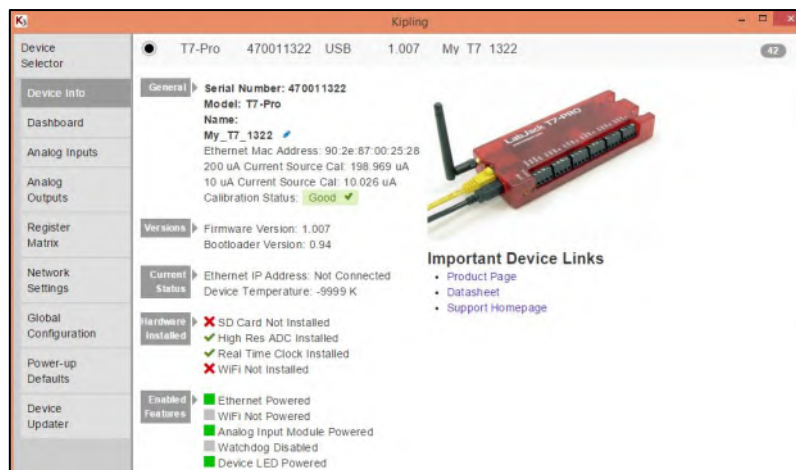 Kipling
Device
Selector
T7-Pro 470011322 USB 1.007 My T7 1322
42
Device Info
Dashboard
Analog Inputs
Analog
Outputs
Register
Matrix
Network
Settings
Global
Configuration
Power-up
Defaults
Device
Updater
General
Serial Number: 470011322
Model: T7-Pro
Name:
My_T7_1322
Ethernet Mac Address: 90:2e:87:00:25:28
200 uA Current Source Cal: 198.969 uA
10 uA Current Source Cal: 10.026 uA
Calibration Status: Good
Versions
Firmware Version: 1.007
Bootloader Version: 0.94
Current
Status
Ethernet IP Address: Not Connected
Device Temperature: -9999 K
Hardware
Installed
SD Card Not Installed
High Res ADC Installed
Real Time Clock Installed
WiFi Not Installed
Enabled
Features
Ethernet Powered
WiFi Not Powered
Analog Input Module Powered
Watchdog Disabled
Device LED Powered
LabJack T7-PRO
Important Device Links
Product Page
Datasheet
Support Homepage